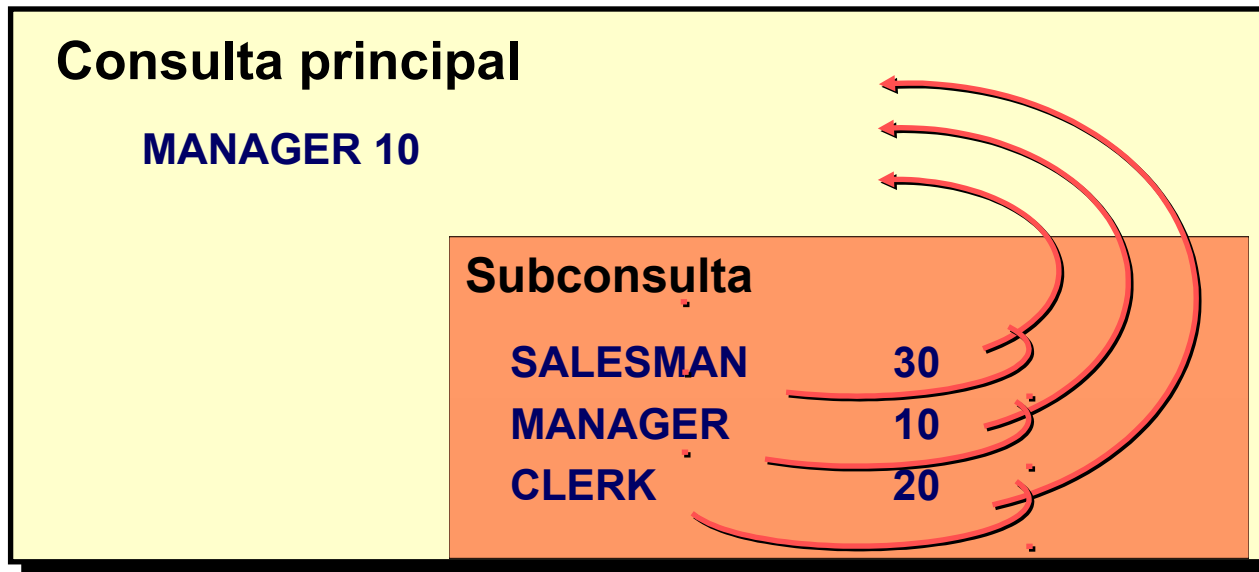 Consulta principal
MANAGER 10
Subconsulta
SALESMAN 30
MANAGER 10
CLERK 20